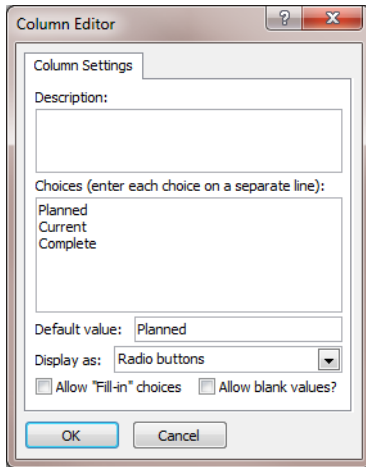 Column Editor
Column Settings
Description:
Choices (enter each choice on a separate line):
Planned
Current
Complete
Default value: Planned
Display as: Radio buttons
Allow "Fill-in" choices Allow blank values?
OK Cancel